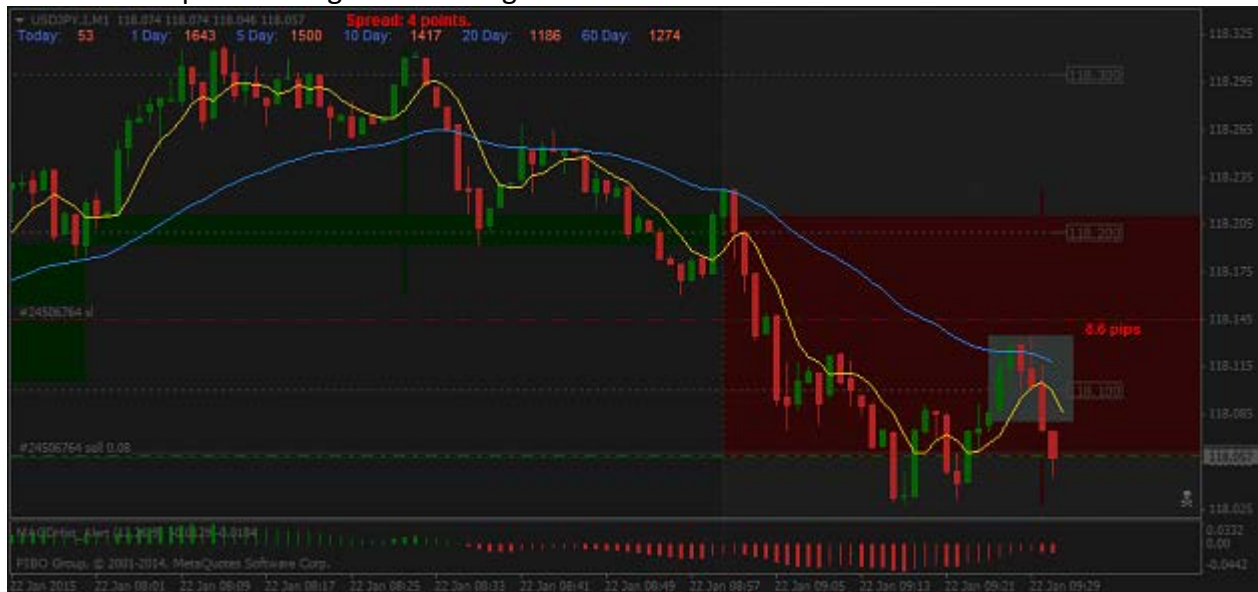 USDJPY.J,M1 118.074 118.074 118.046 118.057
Spread: 4 points.
Today: 53 1 Day: 1643 5 Day: 1500 10 Day: 1417 20 Day: 1186 60 Day: 1274
118.325
118.300
118.295
118.265
118.235
118.205
118.200
118.175
#24506764 sl
118.145
8.6 pips
118.115
118.100
118.085
#24506764 sell 0.08
118.057
118.025
0.0332
0.00
FIBO Group, © 2001-2014, MetaQuotes Software Corp.
-0.0442
22 Jan 2015 22 Jan 08:01 22 Jan 08:09 22 Jan 08:17 22 Jan 08:25 22 Jan 08:33 22 Jan 08:41 22 Jan 08:49 22 Jan 08:57 22 Jan 09:05 22 Jan 09:13 22 Jan 09:21 22 Jan 09:29